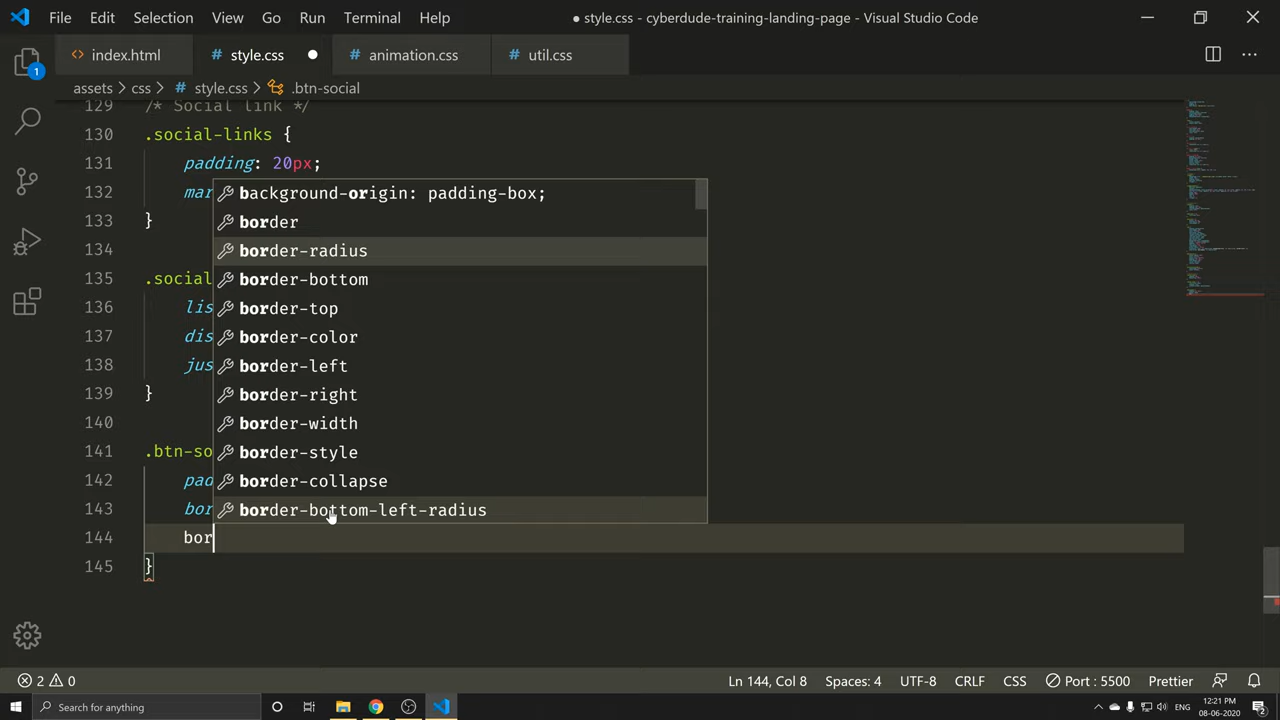 File Edit Selection View Go Run Terminal Help
● style.css - cyberdude-training-landing-page - Visual Studio Code
<> index.html
# style.css ●
# animation.css
# util.css
assets > css > # style.css > .btn-social
129 /* Social link */
130 .social-links {
131 padding: 20px;
132 mar
133 }
134
135 .social
136 lis
137 dis
138 jus
139 }
140
141 .btn-so
142 pad
143 bor
144 bor
145 }
background-origin: padding-box;
border
border-radius
border-bottom
border-top
border-color
border-left
border-right
border-width
border-style
border-collapse
border-bottom-left-radius
1
2 0
Ln 144, Col 8 Spaces: 4 UTF-8 CRLF CSS Port : 5500 Prettier
Search for anything
ENG
12:21 PM
08-06-2020
2